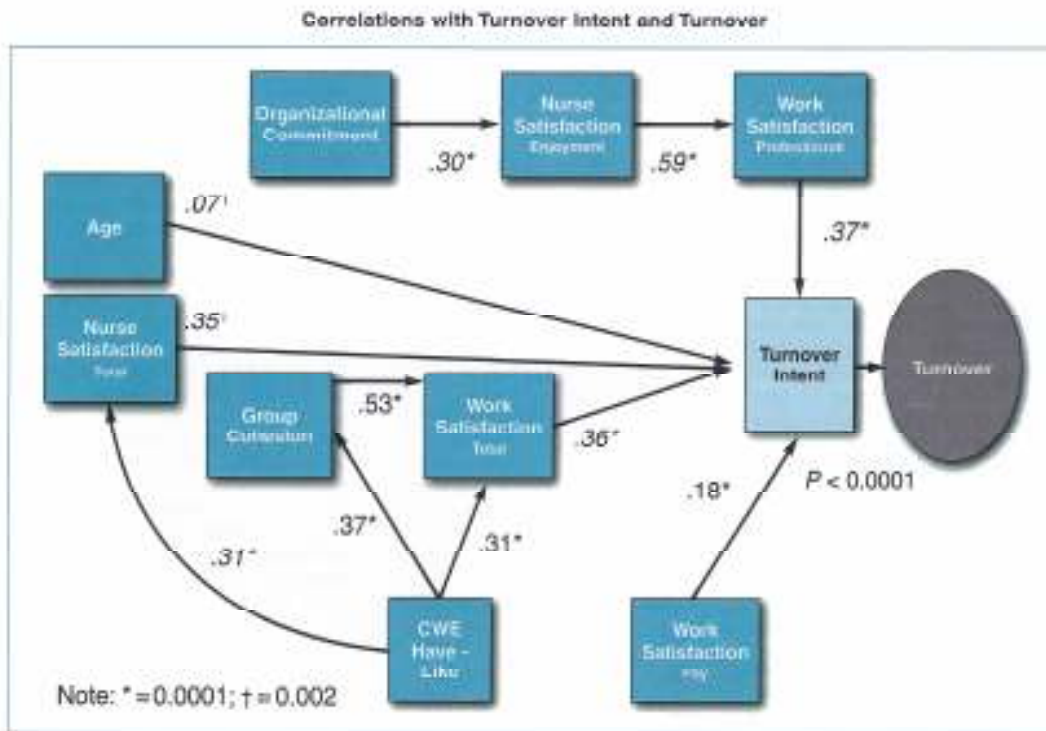 Correlations with Turnover Intent and Turnover
Organizational
Commitment
.30*
Nurse
Satisfaction
Enjoyment
.59*
Work
Satisfaction
Professional
.37*
Age
.07†
Nurse
Satisfaction
Total
.35
Group
.53*
Work
Satisfaction
Total
.36*
Turnover
Intent
Turnover
P < 0.0001
.37*
.31*
.31*
.18*
CWE
Have -
Like
Work
Satisfaction
Pay
Note: * = 0.0001; † = 0.002